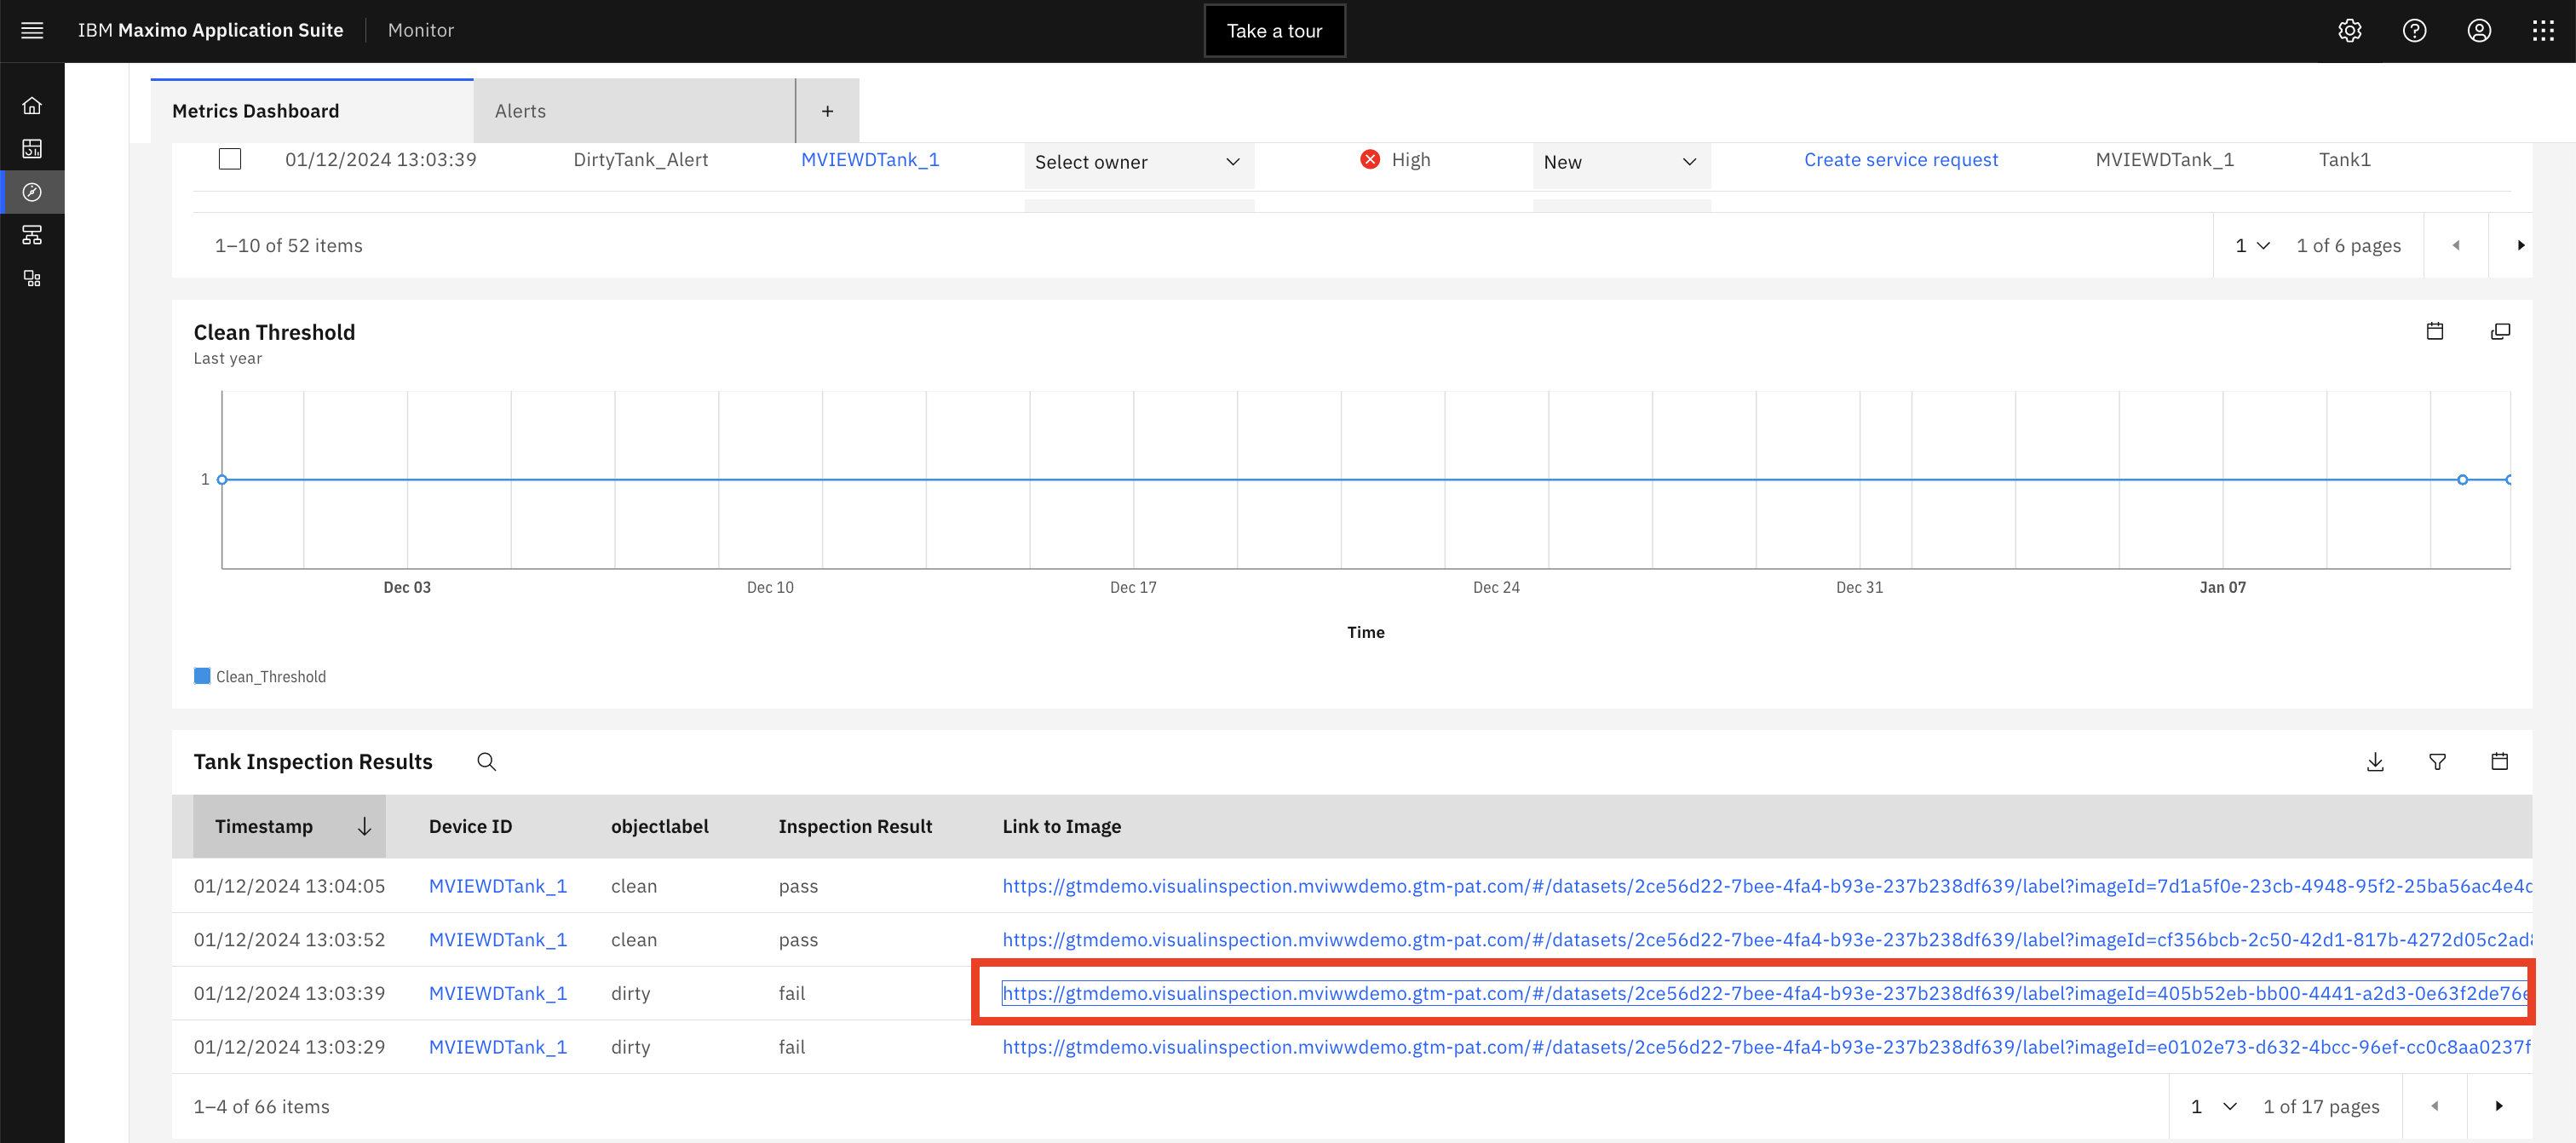 IBM Maximo Application Suite Monitor Take a tour
Metrics Dashboard Alerts +
01/12/2024 13:03:39 DirtyTank_Alert MVIEWDTank_1 Select owner High New Create service request MVIEWDTank_1 Tank1
1–10 of 52 items 1 1 of 6 pages
Clean Threshold
Last year
1
Dec 03 Dec 10 Dec 17 Dec 24 Dec 31 Jan 07
Time
Clean_Threshold
Tank Inspection Results
Timestamp Device ID objectlabel Inspection Result Link to Image
01/12/2024 13:04:05 MVIEWDTank_1 clean pass https://gtmdemo.visualinspection.mviwwdemo.gtm-pat.com/#/datasets/2ce56d22-7bee-4fa4-b93e-237b238df639/label?imageId=7d1a5f0e-23cb-4948-95f2-25ba56ac4e4c
01/12/2024 13:03:52 MVIEWDTank_1 clean pass https://gtmdemo.visualinspection.mviwwdemo.gtm-pat.com/#/datasets/2ce56d22-7bee-4fa4-b93e-237b238df639/label?imageId=cf356bcb-2c50-42d1-817b-4272d05c2ad8
01/12/2024 13:03:39 MVIEWDTank_1 dirty fail https://gtmdemo.visualinspection.mviwwdemo.gtm-pat.com/#/datasets/2ce56d22-7bee-4fa4-b93e-237b238df639/label?imageId=405b52eb-bb00-4441-a2d3-0e63f2de76e
01/12/2024 13:03:29 MVIEWDTank_1 dirty fail https://gtmdemo.visualinspection.mviwwdemo.gtm-pat.com/#/datasets/2ce56d22-7bee-4fa4-b93e-237b238df639/label?imageId=e0102e73-d632-4bcc-96ef-cc0c8aa0237f
1–4 of 66 items 1 1 of 17 pages